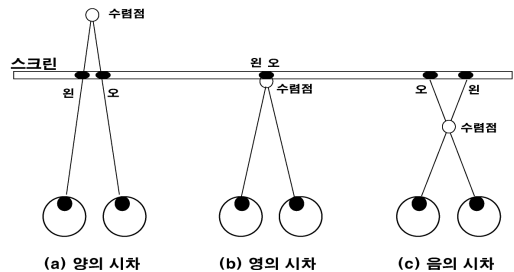 수렴점
스크린
왼 오
왼 오
수렴점
오 왼
수렴점
(a) 양의 시차
(b) 영의 시차
(c) 음의 시차